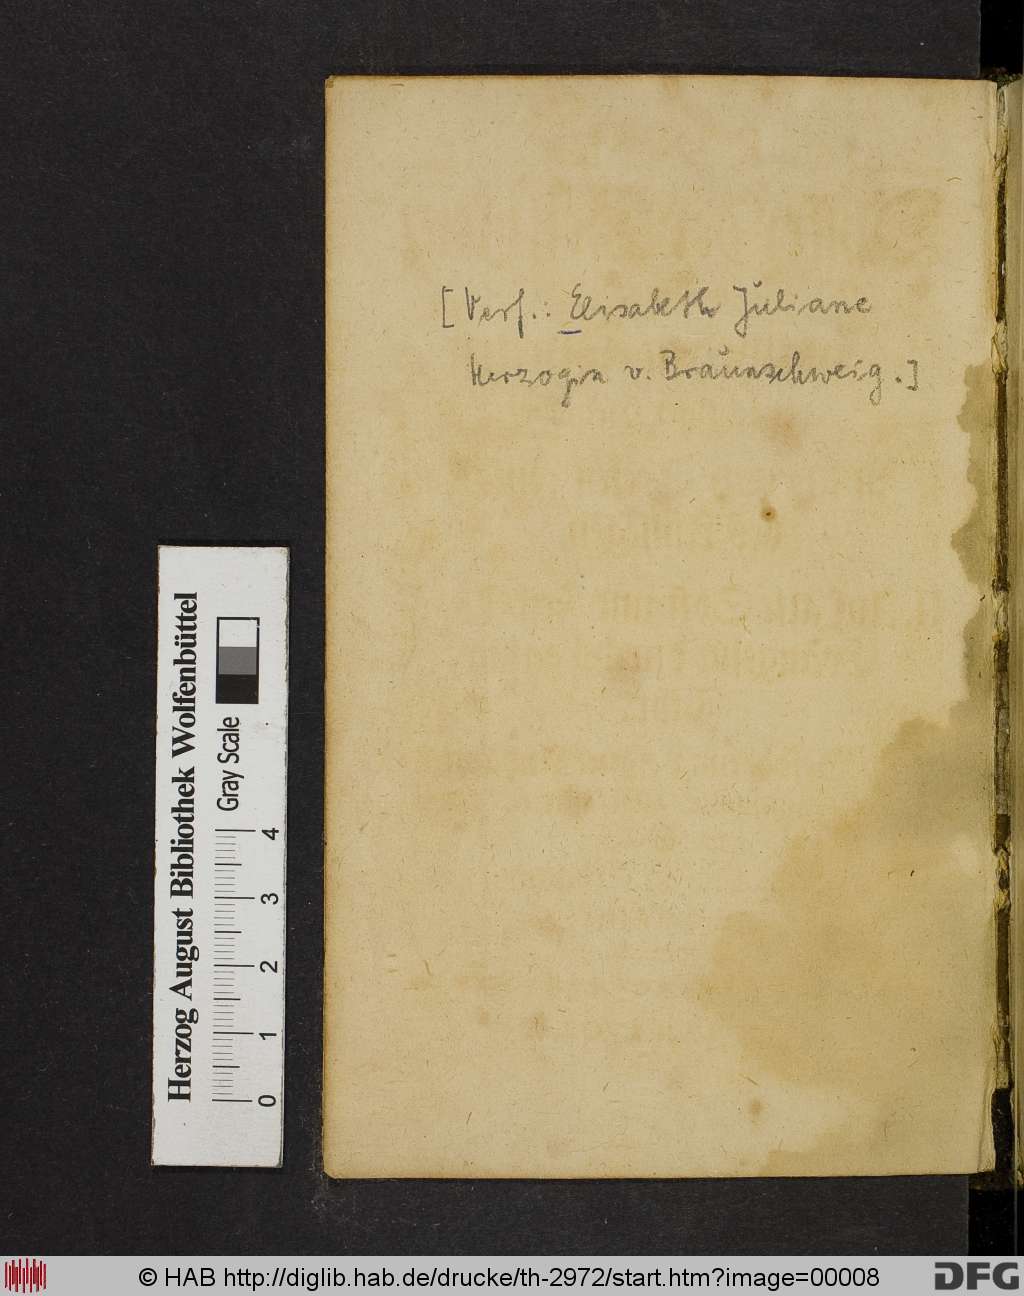 [Verf.: Elisabeth Juliane
Herzogin v. Braunschweig.]
Herzog August Bibliothek Wolfenbüttel
Gray Scale
0 1 2 3 4
© HAB http://diglib.hab.de/drucke/th-2972/start.htm?image=00008
DFG